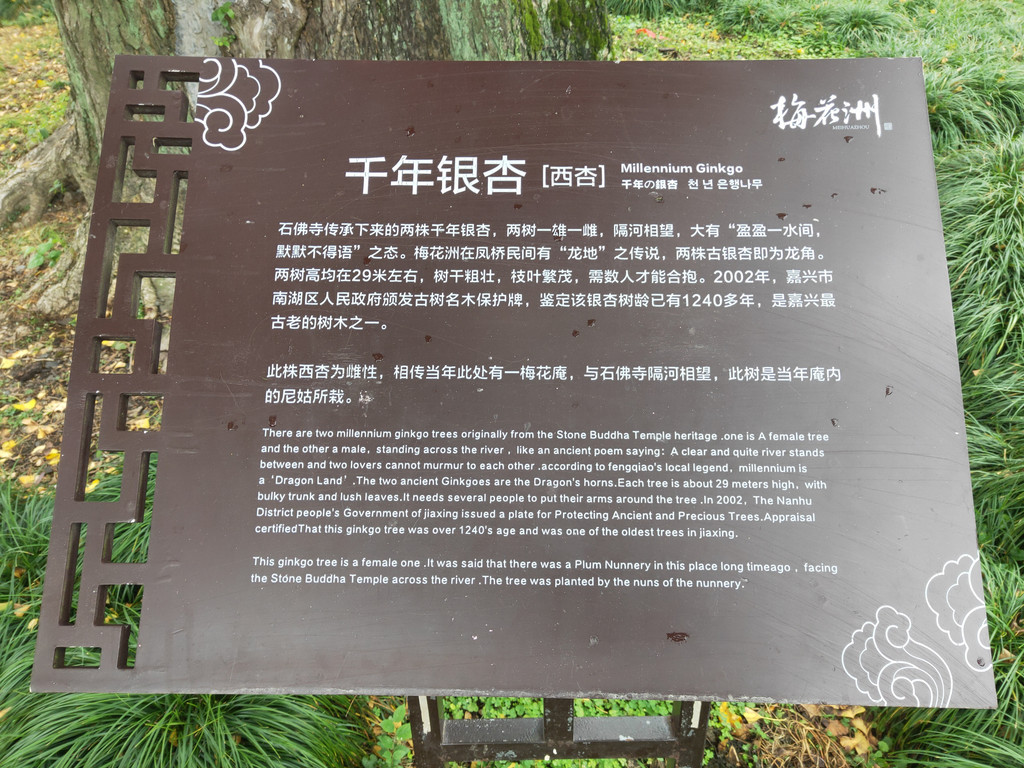 梅花洲
MEIHUAZHOU
千年银杏 [西杏]
Millennium Ginkgo
千年の銀杏 천 년 은행나무
石佛寺传承下来的两株千年银杏，两树一雄一雌，隔河相望，大有“盈盈一水间，
默默不得语”之态。梅花洲在凤桥民间有“龙地”之传说，两株古银杏即为龙角。
两树高均在29米左右，树干粗壮，枝叶繁茂，需数人才能合抱。2002年，嘉兴市
南湖区人民政府颁发古树名木保护牌，鉴定该银杏树龄已有1240多年，是嘉兴最
古老的树木之一。
此株西杏为雌性，相传当年此处有一梅花庵，与石佛寺隔河相望，此树是当年庵内
的尼姑所栽。
There are two millennium ginkgo trees originally from the Stone Buddha Temple heritage .one is A female tree
and the other a male，standing across the river ，like an ancient poem saying：A clear and quite river stands
between and two lovers cannot murmur to each other .according to fengqiao's local legend，millennium is
a ‘Dragon Land’.The two ancient Ginkgoes are the Dragon's horns.Each tree is about 29 meters high，with
bulky trunk and lush leaves.It needs several people to put their arms around the tree .In 2002，The Nanhu
District people's Government of jiaxing issued a plate for Protecting Ancient and Precious Trees.Appraisal
certifiedThat this ginkgo tree was over 1240's age and was one of the oldest trees in jiaxing.
This ginkgo tree is a female one .It was said that there was a Plum Nunnery in this place long timeago ，facing
the Stone Buddha Temple across the river .The tree was planted by the nuns of the nunnery.